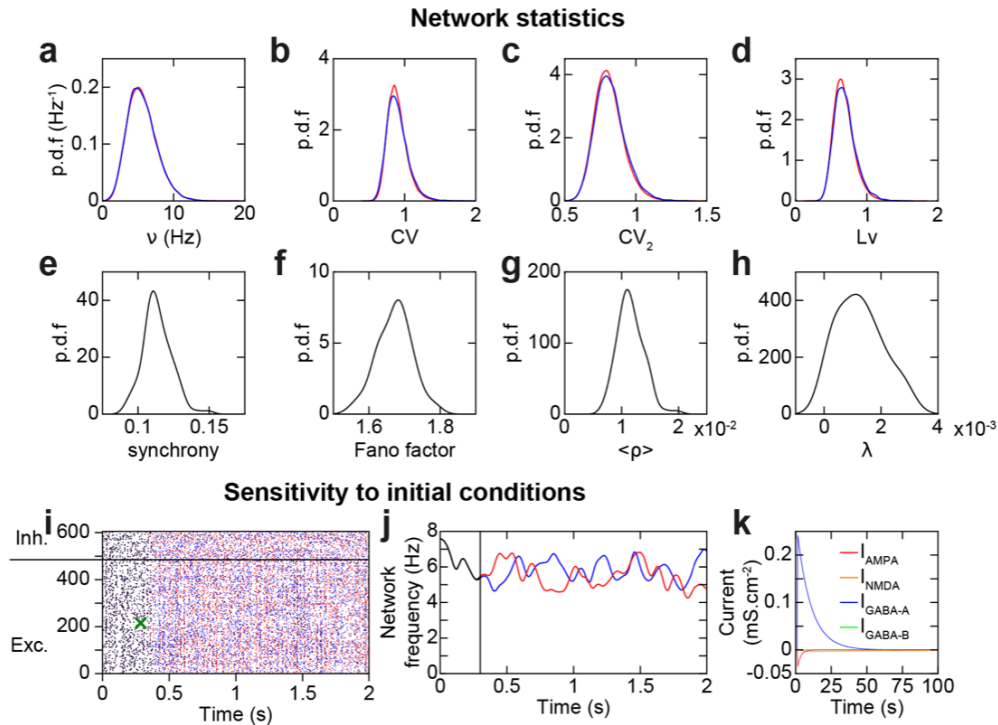 Network statistics
a
p.d.f (Hz⁻¹)
0.2
0.1
0
0 10 20
ν (Hz)
b
p.d.f
4
2
0
0 1 2
CV
c
p.d.f
4
2
0
0.5 1 1.5
CV₂
d
p.d.f
3
2
1
0
0 1 2
Lv
e
p.d.f
40
20
0
0.1 0.15
synchrony
f
p.d.f
10
5
0
1.6 1.8
Fano factor
g
p.d.f
200
100
0
0 1 2 x10⁻²
<ρ>
h
p.d.f
400
200
0
0 2 4 x10⁻³
λ
Sensitivity to initial conditions
i
Inh.
Exc.
600
400
200
0
0 0.5 1 1.5 2
Time (s)
j
Network
frequency (Hz)
8
6
4
2
0
0 0.5 1 1.5 2
Time (s)
k
Current
(mS.cm⁻²)
0.2
0.1
0
-0.05
I AMPA
I NMDA
I GABA-A
I GABA-B
0 25 50 75 100
Time (s)